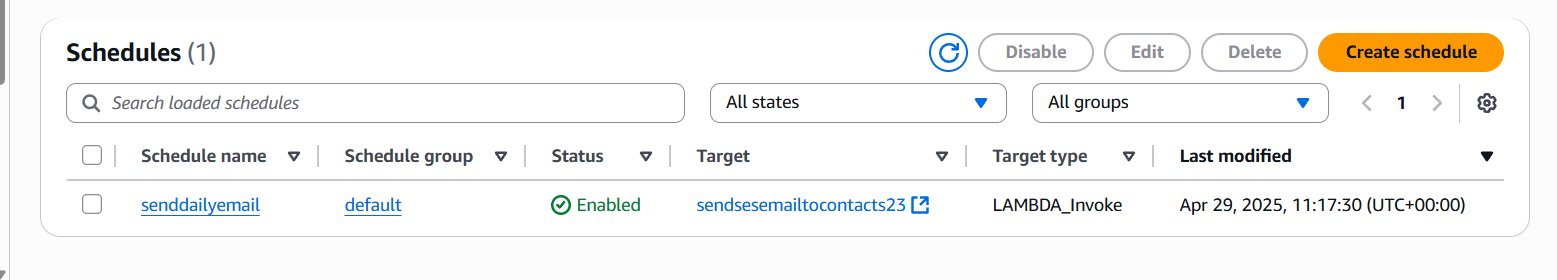 Schedules (1)
Disable
Edit
Delete
Create schedule
Search loaded schedules
All states
All groups
1
Schedule name
Schedule group
Status
Target
Target type
Last modified
senddailyemail
default
Enabled
sendsesemailtocontacts23
LAMBDA_Invoke
Apr 29, 2025, 11:17:30 (UTC+00:00)